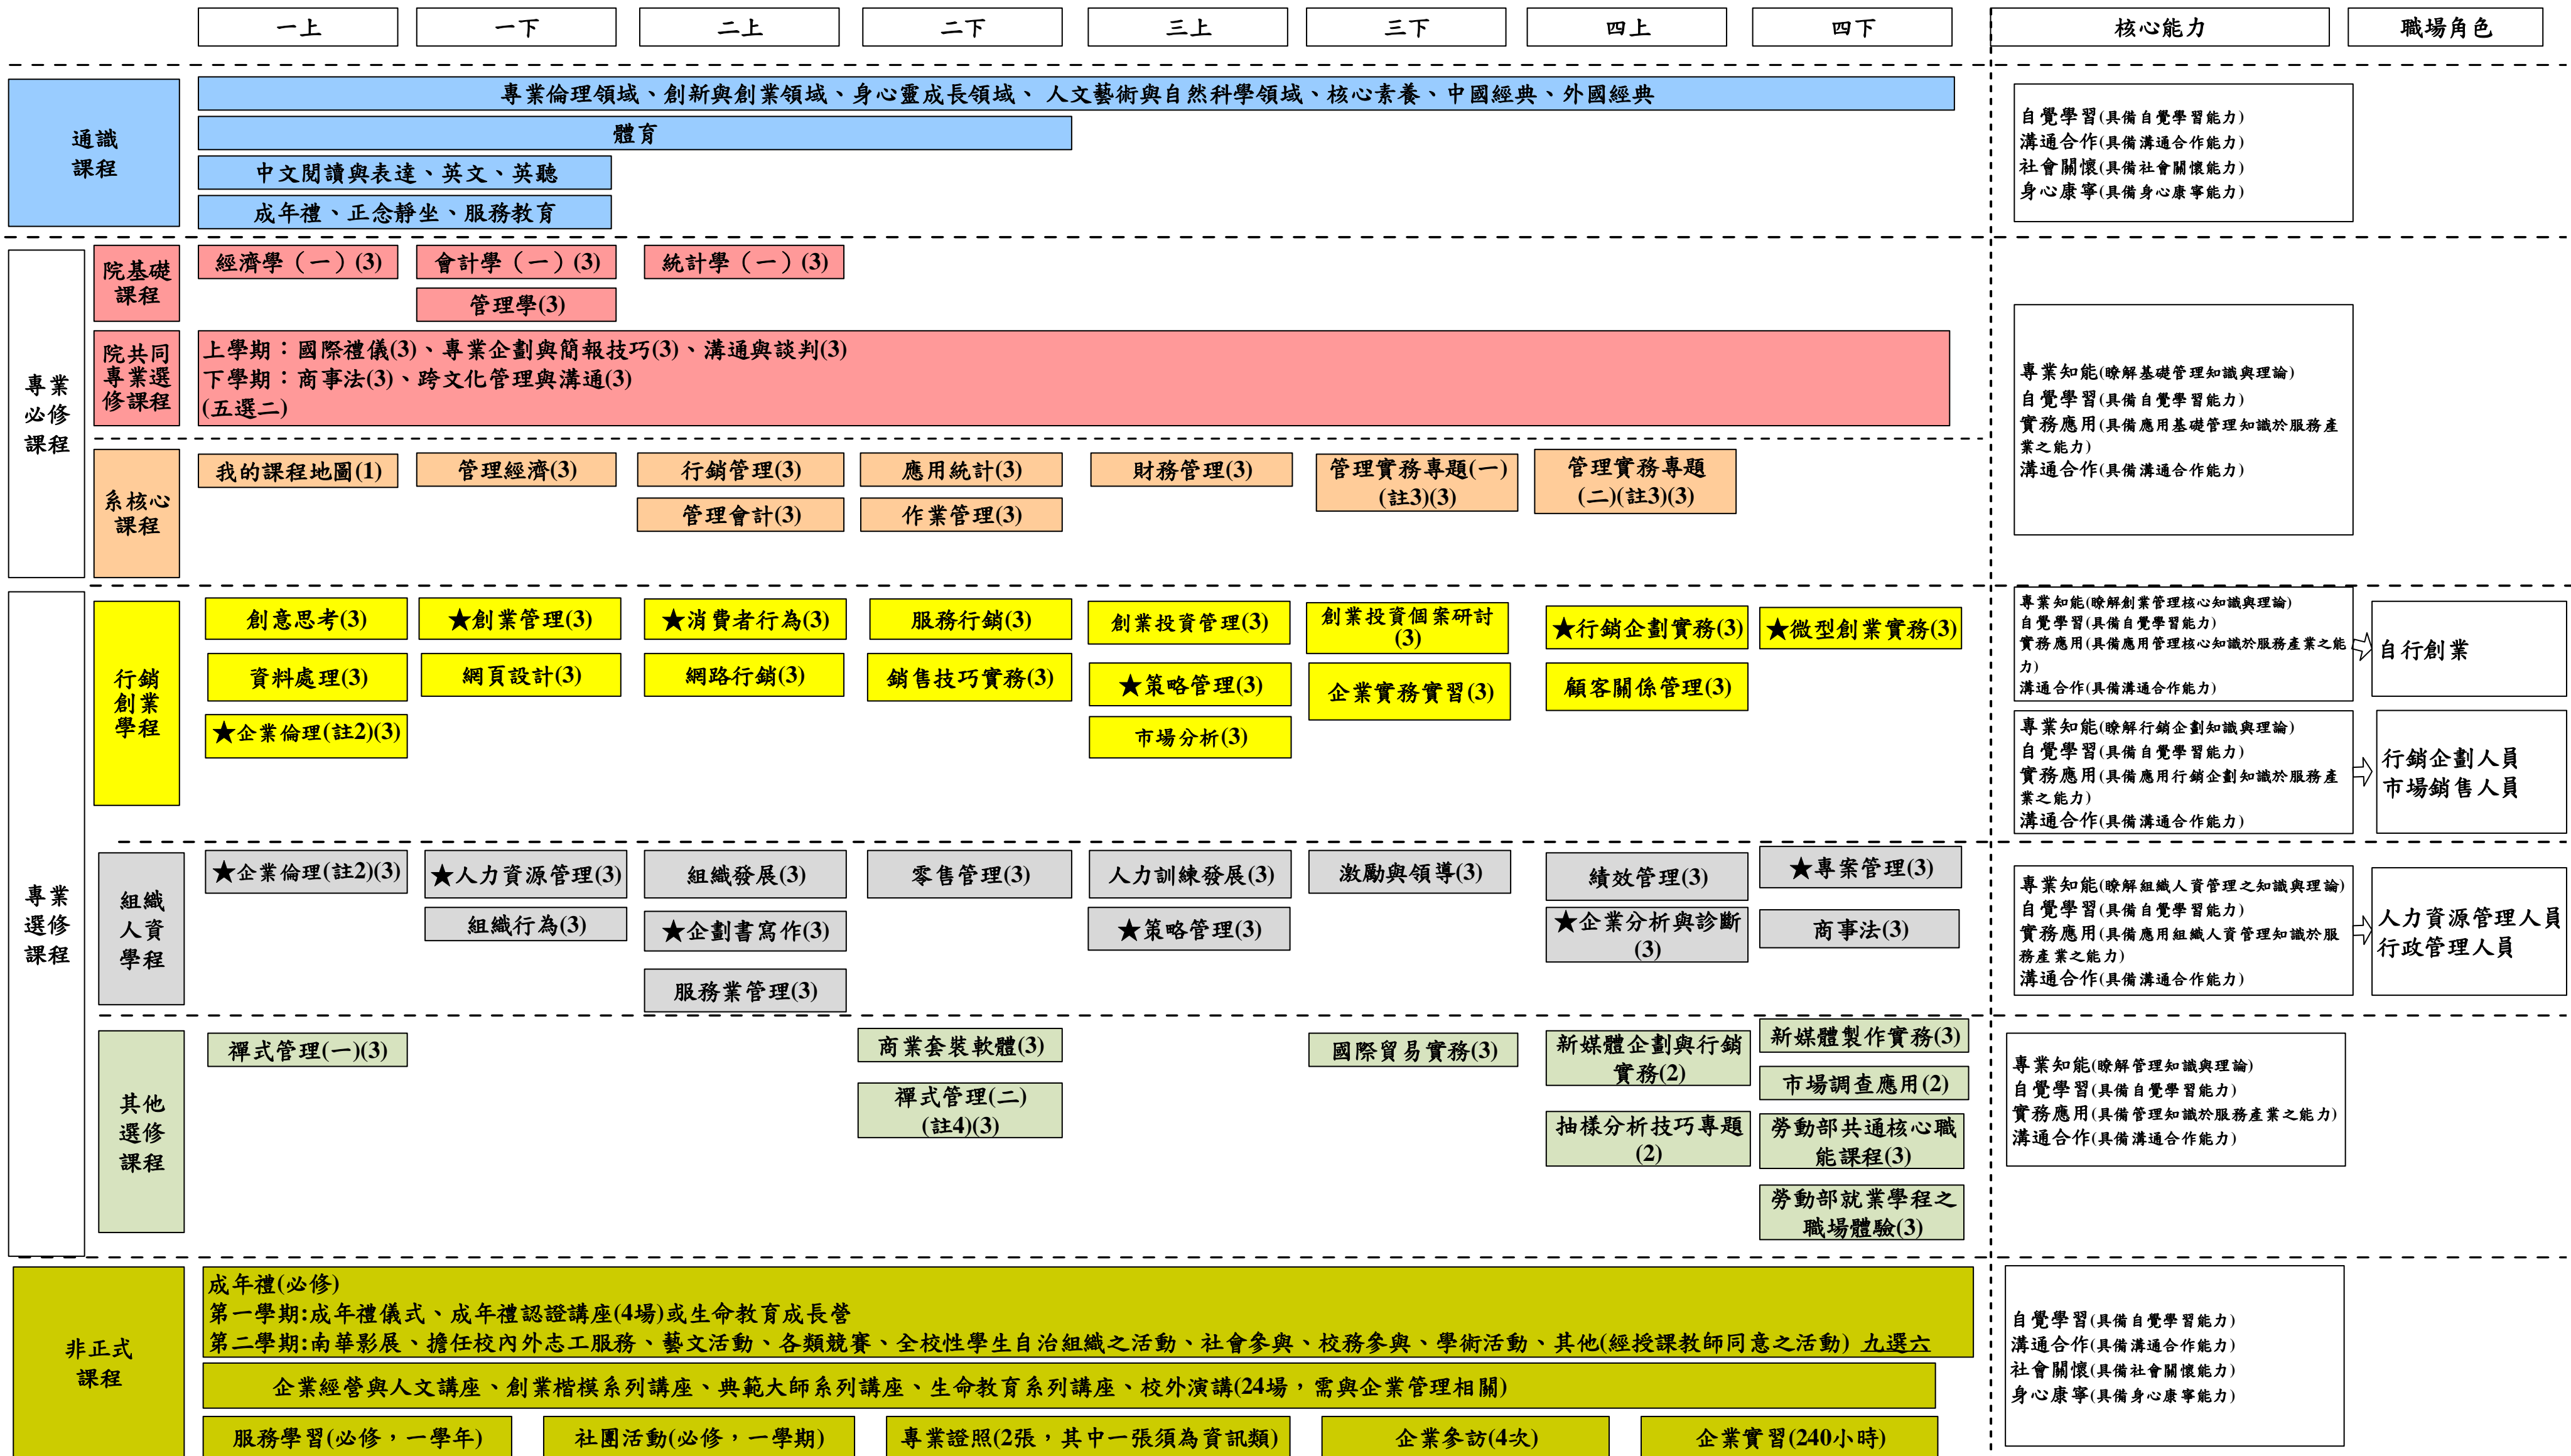 一上
一下
二上
二下
三上
三下
四上
四下
核心能力
職場角色
通識
課程
專業倫理領域、創新與創業領域、身心靈成長領域、 人文藝術與自然科學領域、核心素養、中國經典、外國經典
體育
中文閱讀與表達、英文、英聽
成年禮、正念靜坐、服務教育
自覺學習(具備自覺學習能力)
溝通合作(具備溝通合作能力)
社會關懷(具備社會關懷能力)
身心康寧(具備身心康寧能力)
專業
必修
課程
院基礎
課程
經濟學（一）(3)
會計學（一）(3)
統計學（一）(3)
管理學(3)
院共同
專業選
修課程
上學期：國際禮儀(3)、專業企劃與簡報技巧(3)、溝通與談判(3)
下學期：商事法(3)、跨文化管理與溝通(3)
(五選二)
系核心
課程
我的課程地圖(1)
管理經濟(3)
行銷管理(3)
應用統計(3)
財務管理(3)
管理實務專題(一)
(註3)(3)
管理實務專題
(二)(註3)(3)
管理會計(3)
作業管理(3)
專業知能(瞭解基礎管理知識與理論)
自覺學習(具備自覺學習能力)
實務應用(具備應用基礎管理知識於服務產
業之能力)
溝通合作(具備溝通合作能力)
專業
選修
課程
行銷
創業
學程
創意思考(3)
★創業管理(3)
★消費者行為(3)
服務行銷(3)
創業投資管理(3)
創業投資個案研討
(3)
★行銷企劃實務(3)
★微型創業實務(3)
資料處理(3)
網頁設計(3)
網路行銷(3)
銷售技巧實務(3)
★策略管理(3)
企業實務實習(3)
顧客關係管理(3)
★企業倫理(註2)(3)
市場分析(3)
專業知能(瞭解創業管理核心知識與理論)
自覺學習(具備自覺學習能力)
實務應用(具備應用管理核心知識於服務產業之能
力)
溝通合作(具備溝通合作能力)
自行創業
專業知能(瞭解行銷企劃知識與理論)
自覺學習(具備自覺學習能力)
實務應用(具備應用行銷企劃知識於服務產
業之能力)
溝通合作(具備溝通合作能力)
行銷企劃人員
市場銷售人員
組織
人資
學程
★企業倫理(註2)(3)
★人力資源管理(3)
組織發展(3)
零售管理(3)
人力訓練發展(3)
激勵與領導(3)
績效管理(3)
★專案管理(3)
組織行為(3)
★企劃書寫作(3)
★策略管理(3)
★企業分析與診斷
(3)
商事法(3)
服務業管理(3)
專業知能(瞭解組織人資管理之知識與理論)
自覺學習(具備自覺學習能力)
實務應用(具備應用組織人資管理知識於服
務產業之能力)
溝通合作(具備溝通合作能力)
人力資源管理人員
行政管理人員
其他
選修
課程
禪式管理(一)(3)
商業套裝軟體(3)
國際貿易實務(3)
新媒體企劃與行銷
實務(2)
新媒體製作實務(3)
禪式管理(二)
(註4)(3)
市場調查應用(2)
抽樣分析技巧專題
(2)
勞動部共通核心職
能課程(3)
勞動部就業學程之
職場體驗(3)
專業知能(瞭解管理知識與理論)
自覺學習(具備自覺學習能力)
實務應用(具備管理知識於服務產業之能力)
溝通合作(具備溝通合作能力)
非正式
課程
成年禮(必修)
第一學期:成年禮儀式、成年禮認證講座(4場)或生命教育成長營
第二學期:南華影展、擔任校內外志工服務、藝文活動、各類競賽、全校性學生自治組織之活動、社會參與、校務參與、學術活動、其他(經授課教師同意之活動) 九選六
企業經營與人文講座、創業楷模系列講座、典範大師系列講座、生命教育系列講座、校外演講(24場，需與企業管理相關)
服務學習(必修，一學年)
社團活動(必修，一學期)
專業證照(2張，其中一張須為資訊類)
企業參訪(4次)
企業實習(240小時)
自覺學習(具備自覺學習能力)
溝通合作(具備溝通合作能力)
社會關懷(具備社會關懷能力)
身心康寧(具備身心康寧能力)